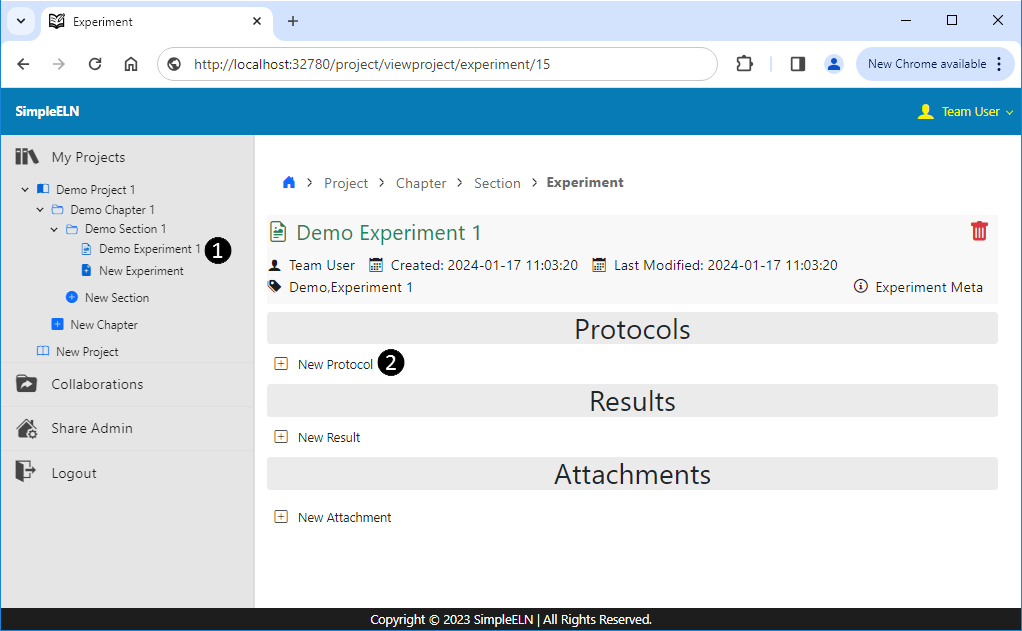 Experiment
http://localhost:32780/project/viewproject/experiment/15
New Chrome available
SimpleELN
Team User
My Projects
Demo Project 1
Demo Chapter 1
Demo Section 1
Demo Experiment 1 1
New Experiment
New Section
New Chapter
New Project
Collaborations
Share Admin
Logout
Project > Chapter > Section > Experiment
Demo Experiment 1
Team User Created: 2024-01-17 11:03:20 Last Modified: 2024-01-17 11:03:20
Demo,Experiment 1 Experiment Meta
Protocols
New Protocol 2
Results
New Result
Attachments
New Attachment
Copyright © 2023 SimpleELN | All Rights Reserved.